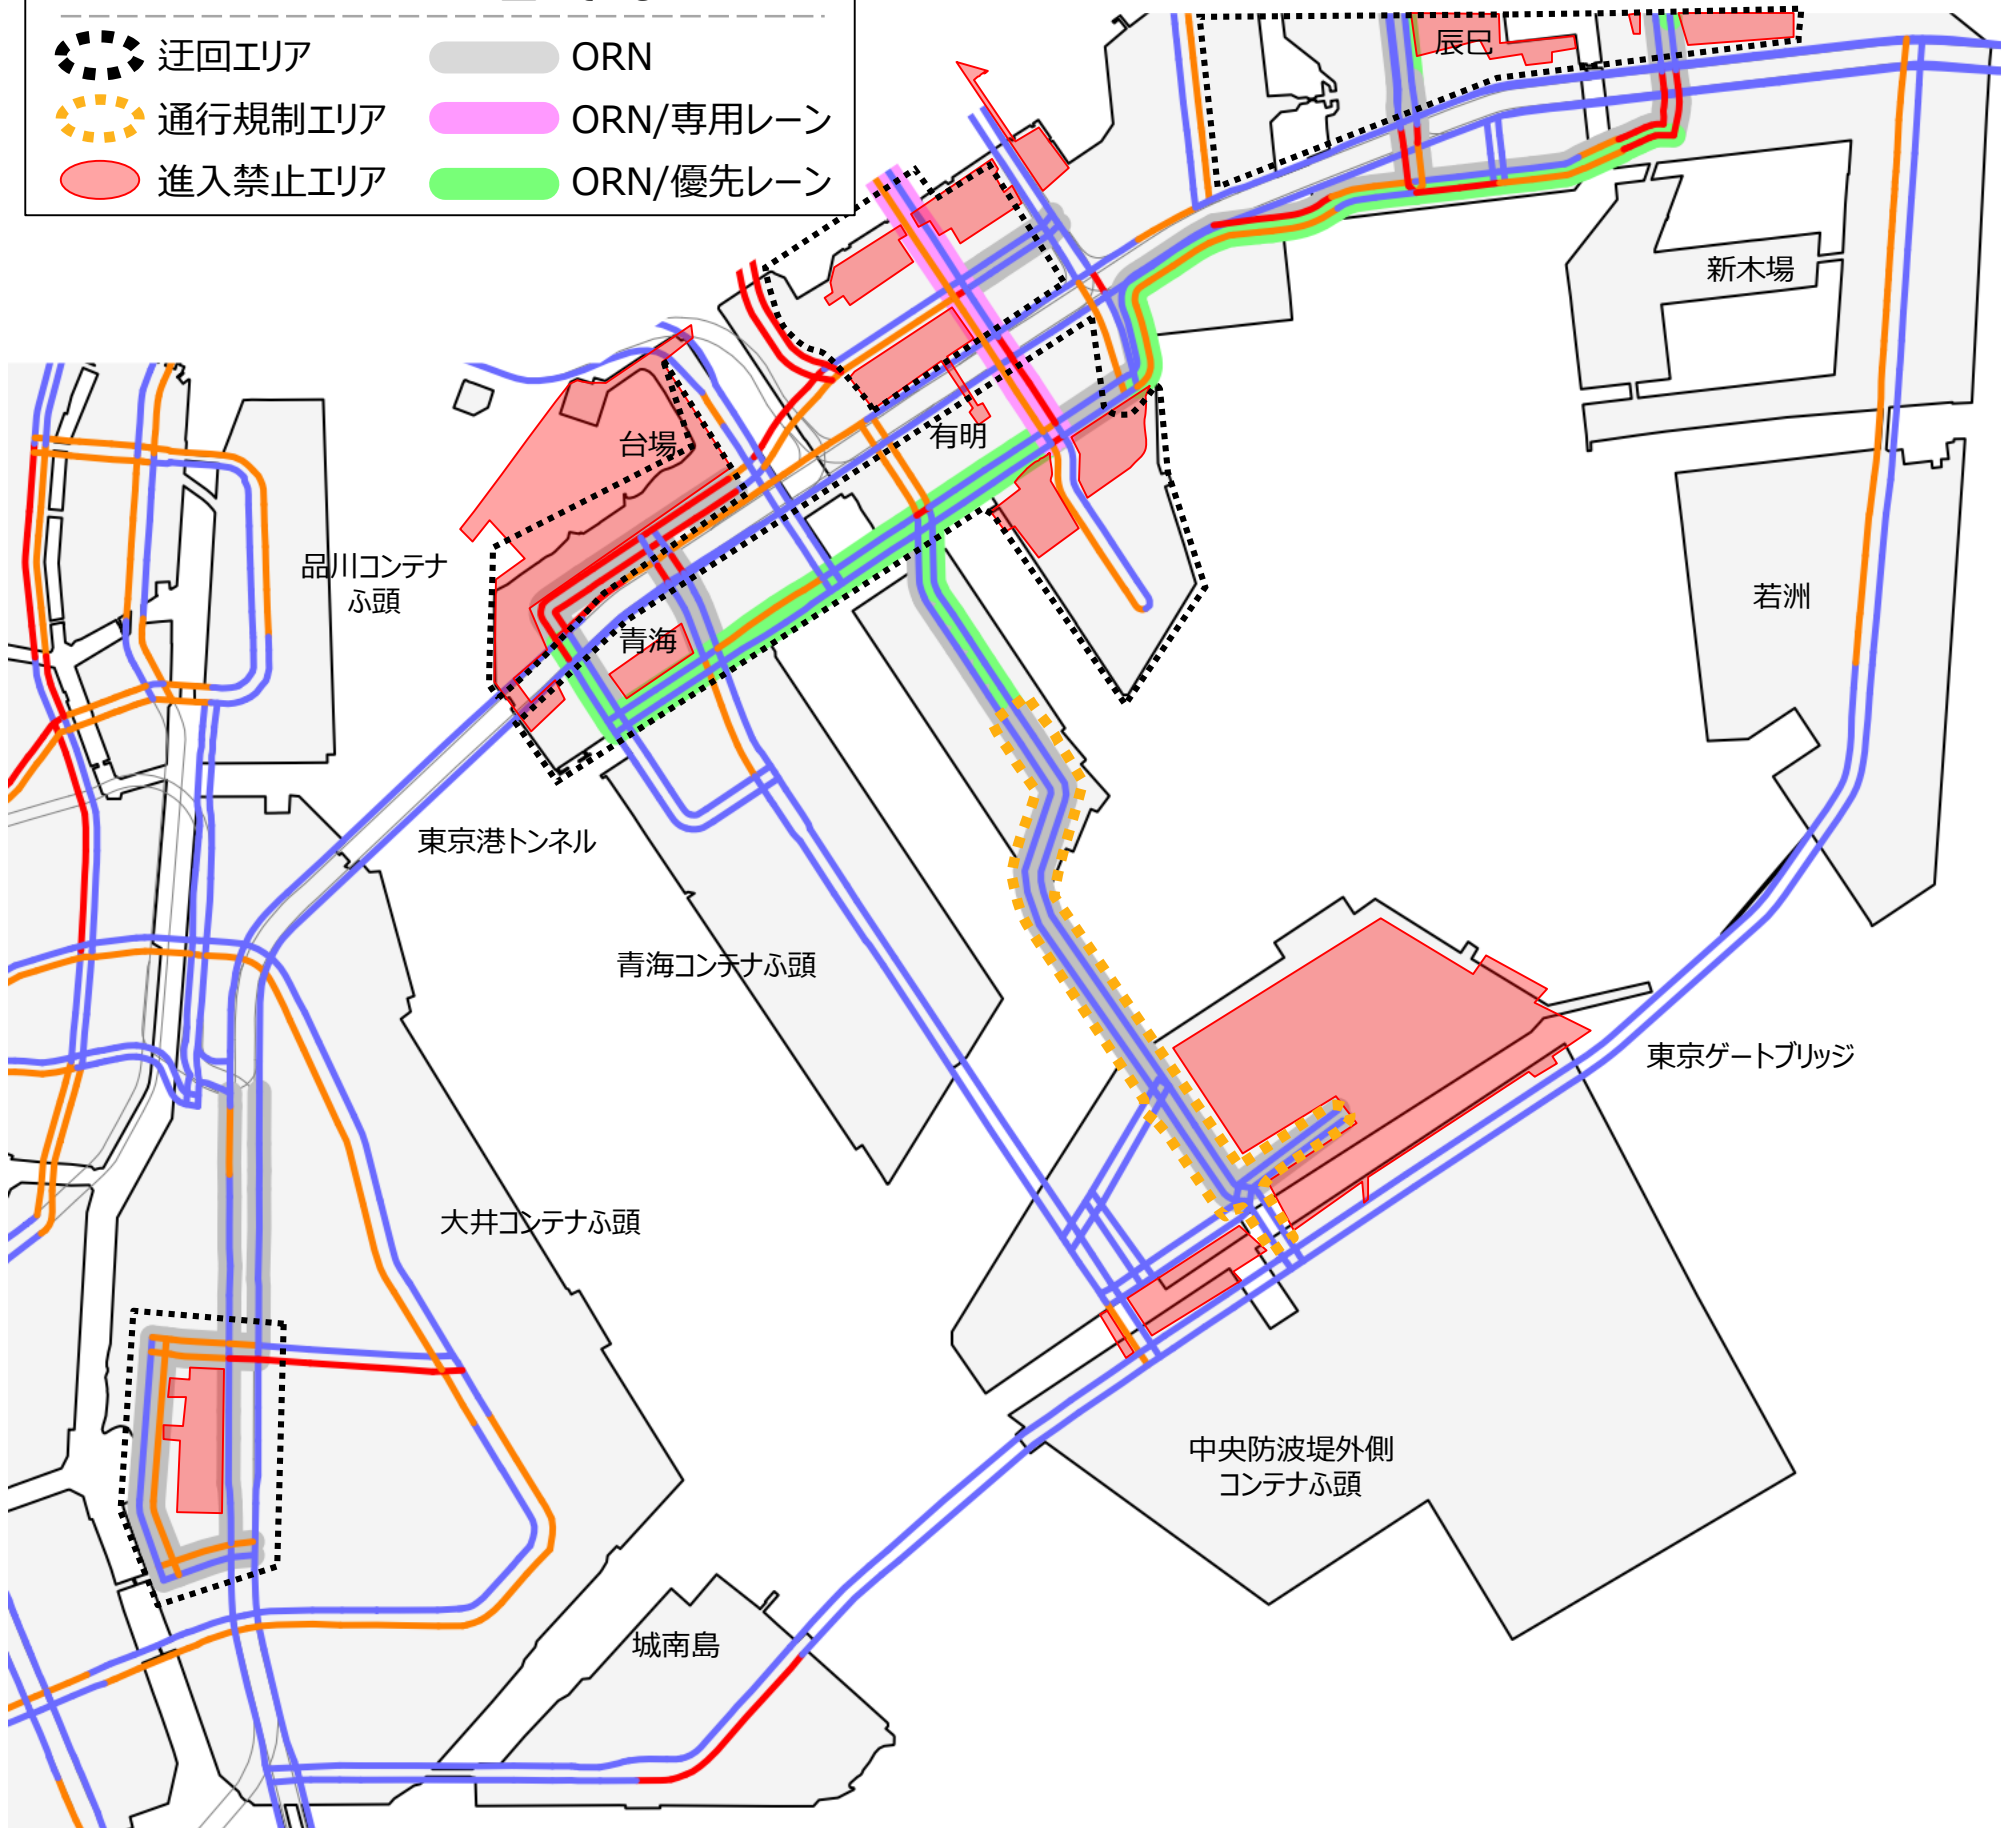 迂回エリア
ORN
通行規制エリア
ORN/専用レーン
進入禁止エリア
ORN/優先レーン
辰巳
新木場
台場
有明
品川コンテナ
ふ頭
若洲
青海
東京港トンネル
青海コンテナふ頭
東京ゲートブリッジ
大井コンテナふ頭
中央防波堤外側
コンテナふ頭
城南島